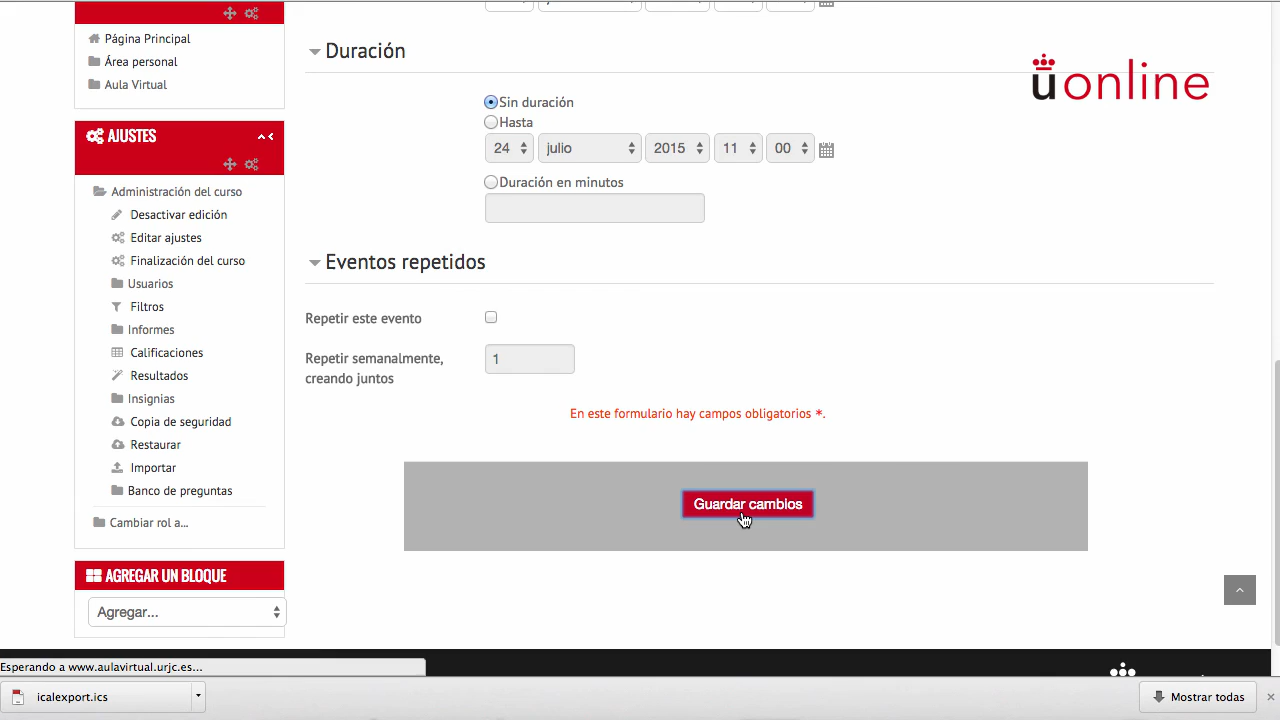 Página Principal
Área personal
Aula Virtual
AJUSTES
Administración del curso
Desactivar edición
Editar ajustes
Finalización del curso
Usuarios
Filtros
Informes
Calificaciones
Resultados
Insignias
Copia de seguridad
Restaurar
Importar
Banco de preguntas
Cambiar rol a...
AGREGAR UN BLOQUE
Agregar...
Duración
uonline
Sin duración
Hasta
24 julio 2015 11 00
Duración en minutos
Eventos repetidos
Repetir este evento
Repetir semanalmente,
creando juntos
1
En este formulario hay campos obligatorios *.
Guardar cambios
Esperando a www.aulavirtual.urjc.es...
icalexport.ics
Mostrar todas